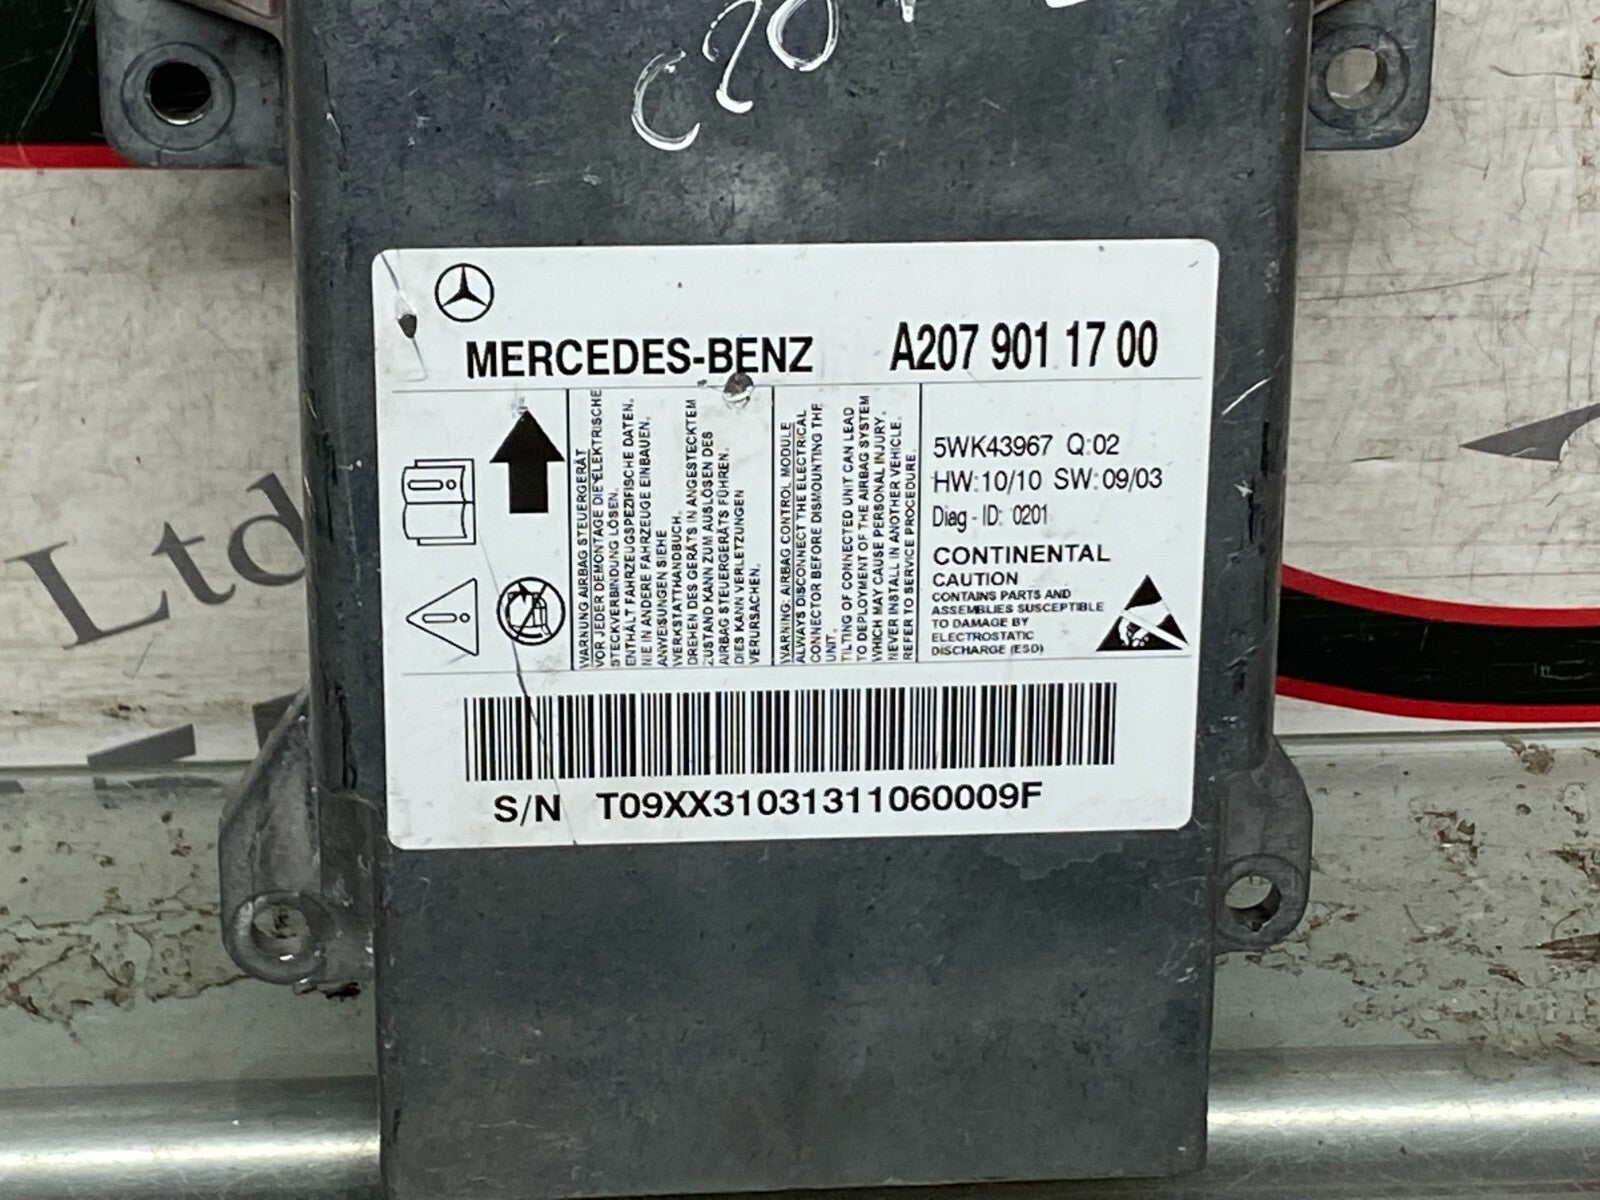 C20
MERCEDES-BENZ A207 901 17 00
WARNUNG AIRBAG STEUERGERÄT
VOR JEDER DEMONTAGE DIE ELEKTRISCHE
STECKVERBINDUNG LÖSEN.
ENTHÄLT FAHRZEUGSPEZIFISCHE DATEN.
NIE IN ANDERE FAHRZEUGE EINBAUEN.
ANWEISUNGEN SIEHE
WERKSTATTHANDBUCH.
DREHEN DES GERÄTS IN ANGESTECKTEM
ZUSTAND KANN ZUM AUSLÖSEN DES
AIRBAG STEUERGERÄTS FÜHREN.
DIES KANN VERLETZUNGEN
VERURSACHEN.
WARNING: AIRBAG CONTROL MODULE
ALWAYS DISCONNECT THE ELECTRICAL
CONNECTOR BEFORE DISMOUNTING THE
UNIT.
TILTING OF CONNECTED UNIT CAN LEAD
TO DEPLOYMENT OF THE AIRBAG SYSTEM
WHICH MAY CAUSE PERSONAL INJURY.
NEVER INSTALL IN ANOTHER VEHICLE.
REFER TO SERVICE PROCEDURE.
5WK43967 Q:02
HW:10/10 SW:09/03
Diag - ID: 0201
CONTINENTAL
CAUTION
CONTAINS PARTS AND
ASSEMBLIES SUSCEPTIBLE
TO DAMAGE BY
ELECTROSTATIC
DISCHARGE (ESD)
S/N T09XX31031311060009F
Ltd